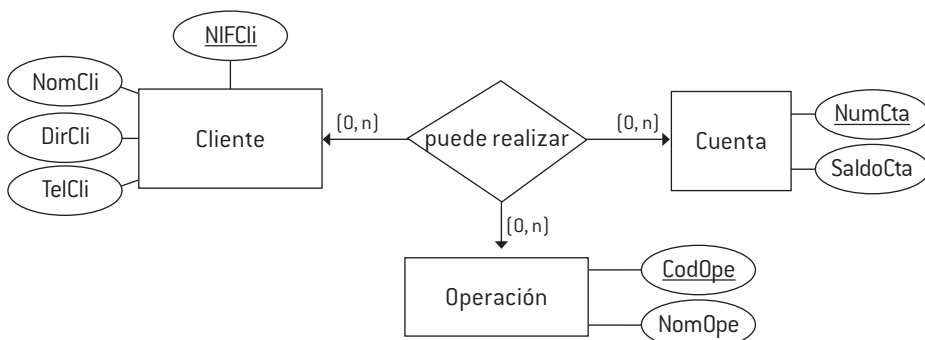 NIFCli
NomCli
DirCli
TelCli
Cliente
(0, n)
puede realizar
(0, n)
Cuenta
NumCta
SaldoCta
(0, n)
Operación
CodOpe
NomOpe